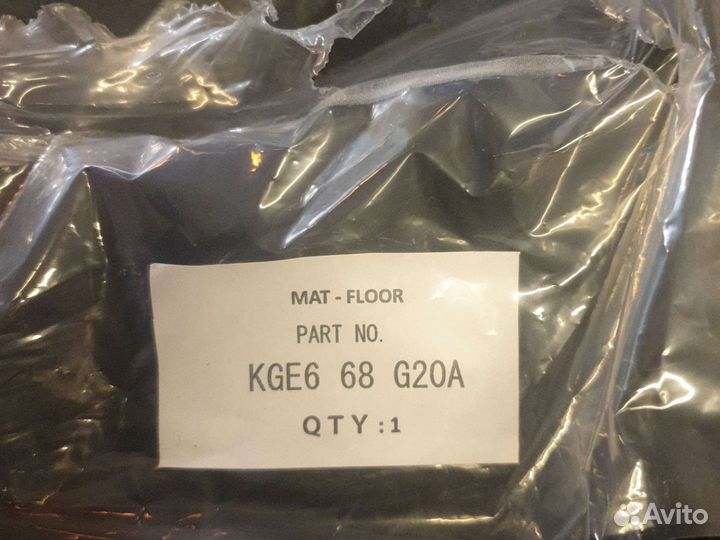 MAT - FLOOR
PART NO.
KGE6 68 G20A
QTY : 1
Avito